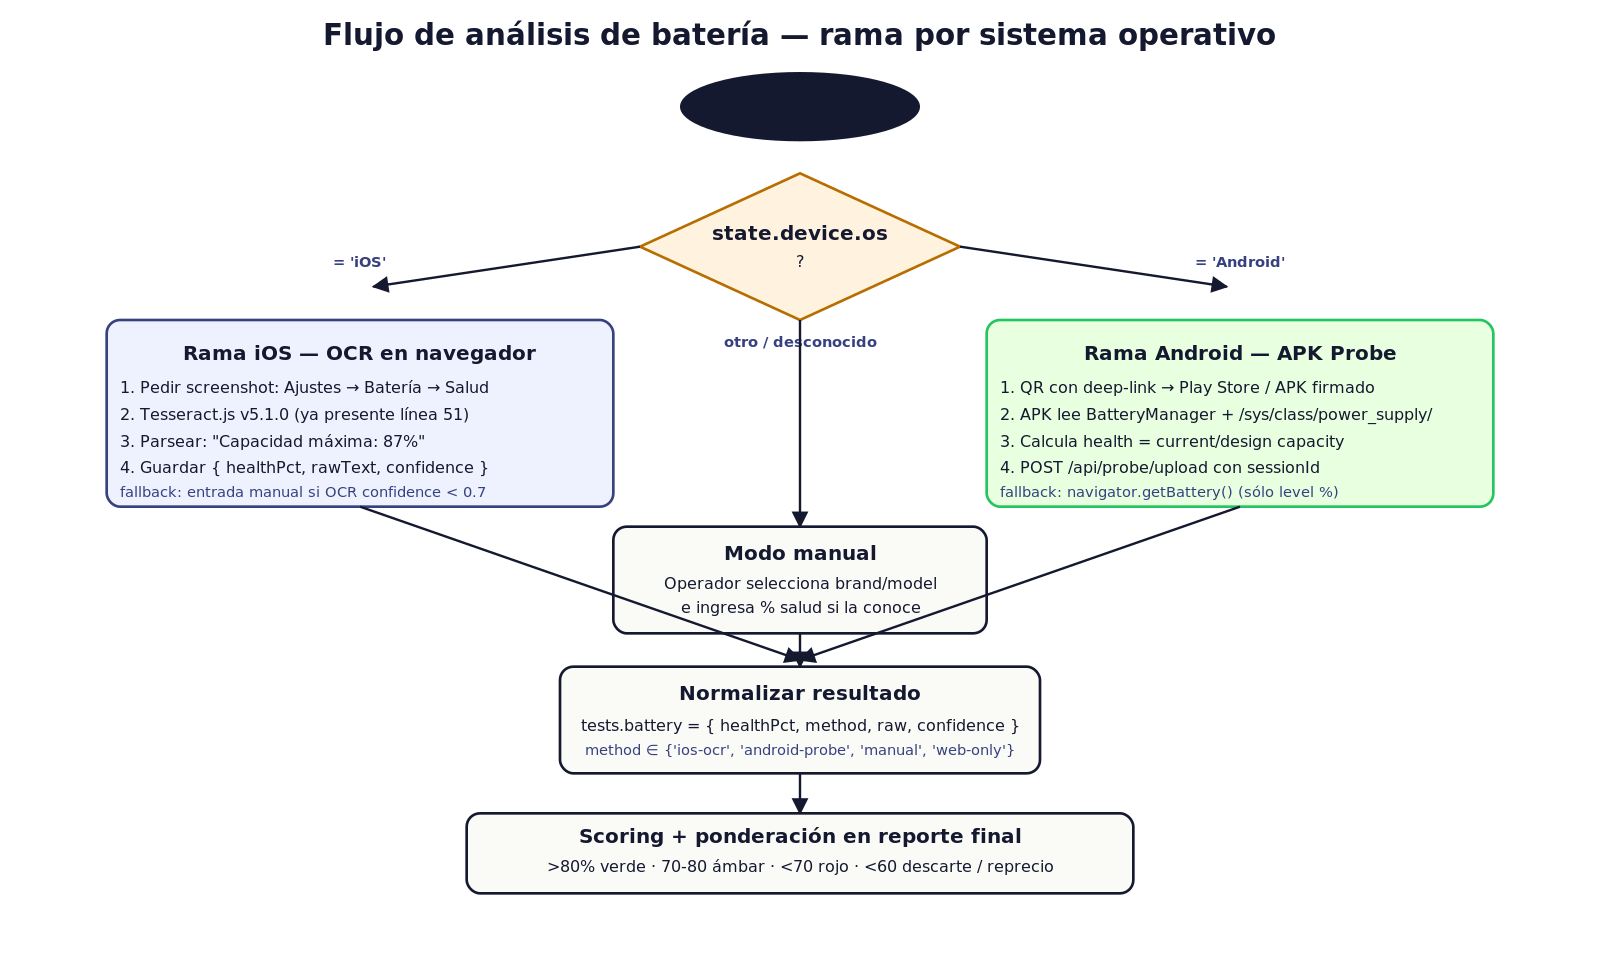 Flujo de análisis de batería — rama por sistema operativo
state.device.os
?
= 'iOS'
= 'Android'
otro / desconocido
Rama iOS — OCR en navegador
1. Pedir screenshot: Ajustes → Batería → Salud
2. Tesseract.js v5.1.0 (ya presente línea 51)
3. Parsear: "Capacidad máxima: 87%"
4. Guardar { healthPct, rawText, confidence }
fallback: entrada manual si OCR confidence < 0.7
Rama Android — APK Probe
1. QR con deep-link → Play Store / APK firmado
2. APK lee BatteryManager + /sys/class/power_supply/
3. Calcula health = current/design capacity
4. POST /api/probe/upload con sessionId
fallback: navigator.getBattery() (sólo level %)
Modo manual
Operador selecciona brand/model
e ingresa % salud si la conoce
Normalizar resultado
tests.battery = { healthPct, method, raw, confidence }
method ∈ {'ios-ocr', 'android-probe', 'manual', 'web-only'}
Scoring + ponderación en reporte final
>80% verde · 70-80 ámbar · <70 rojo · <60 descarte / reprecio